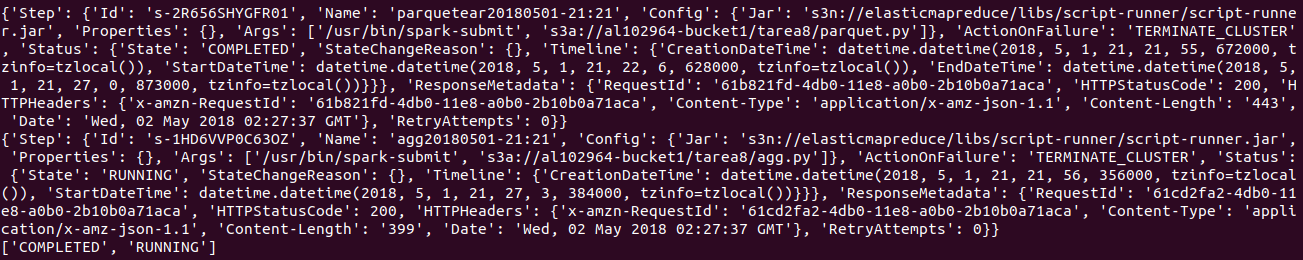 {'Step': {'Id': 's-2R656SHYGFR01', 'Name': 'parquetear20180501-21:21', 'Config': {'Jar': 's3n://elasticmapreduce/libs/script-runner/script-runne
r.jar', 'Properties': {}, 'Args': ['/usr/bin/spark-submit', 's3a://al102964-bucket1/tarea8/parquet.py']}, 'ActionOnFailure': 'TERMINATE_CLUSTER'
, 'Status': {'State': 'COMPLETED', 'StateChangeReason': {}, 'Timeline': {'CreationDateTime': datetime.datetime(2018, 5, 1, 21, 21, 55, 672000, t
zinfo=tzlocal()), 'StartDateTime': datetime.datetime(2018, 5, 1, 21, 22, 6, 628000, tzinfo=tzlocal()), 'EndDateTime': datetime.datetime(2018, 5,
 1, 21, 27, 0, 873000, tzinfo=tzlocal())}}}, 'ResponseMetadata': {'RequestId': '61b821fd-4db0-11e8-a0b0-2b10b0a71aca', 'HTTPStatusCode': 200, 'H
TTPHeaders': {'x-amzn-RequestId': '61b821fd-4db0-11e8-a0b0-2b10b0a71aca', 'Content-Type': 'application/x-amz-json-1.1', 'Content-Length': '443',
 'Date': 'Wed, 02 May 2018 02:27:37 GMT'}, 'RetryAttempts': 0}}
{'Step': {'Id': 's-1HD6VVP0C63OZ', 'Name': 'agg20180501-21:21', 'Config': {'Jar': 's3n://elasticmapreduce/libs/script-runner/script-runner.jar',
 'Properties': {}, 'Args': ['/usr/bin/spark-submit', 's3a://al102964-bucket1/tarea8/agg.py']}, 'ActionOnFailure': 'TERMINATE_CLUSTER', 'Status':
 {'State': 'RUNNING', 'StateChangeReason': {}, 'Timeline': {'CreationDateTime': datetime.datetime(2018, 5, 1, 21, 21, 56, 356000, tzinfo=tzlocal
()), 'StartDateTime': datetime.datetime(2018, 5, 1, 21, 27, 3, 384000, tzinfo=tzlocal())}}}, 'ResponseMetadata': {'RequestId': '61cd2fa2-4db0-11
e8-a0b0-2b10b0a71aca', 'HTTPStatusCode': 200, 'HTTPHeaders': {'x-amzn-RequestId': '61cd2fa2-4db0-11e8-a0b0-2b10b0a71aca', 'Content-Type': 'appli
cation/x-amz-json-1.1', 'Content-Length': '399', 'Date': 'Wed, 02 May 2018 02:27:37 GMT'}, 'RetryAttempts': 0}}
['COMPLETED', 'RUNNING']